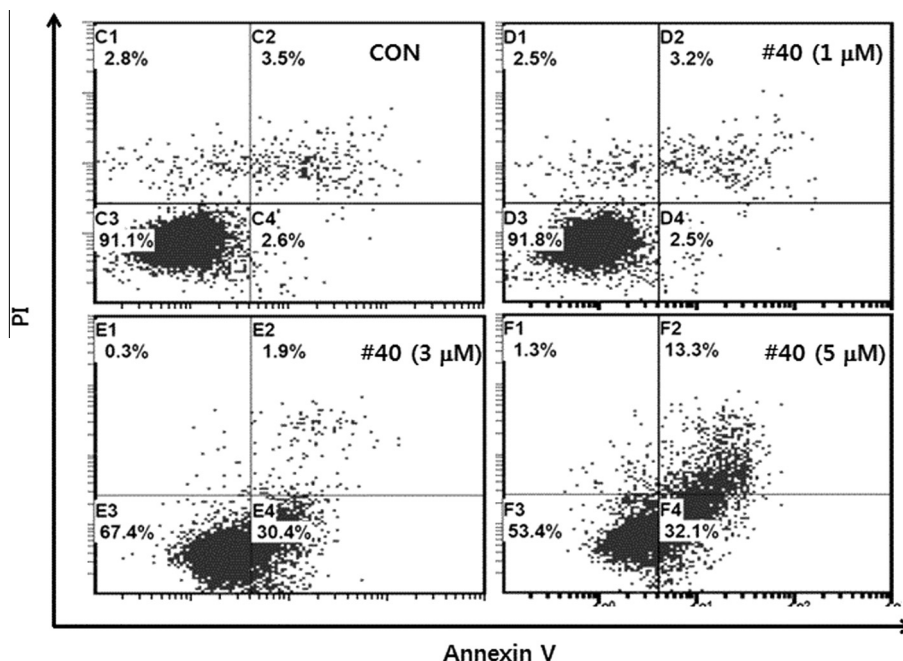 C1 C2 CON
2.8% 3.5%
C3 C4
91.1% 2.6%
D1 D2 #40 (1 μM)
2.5% 3.2%
D3 D4
91.8% 2.5%
E1 E2
0.3% 1.9% #40 (3 μM)
E3 E4
67.4% 30.4%
F1 F2
1.3% 13.3% #40 (5 μM)
F3 F4
53.4% 32.1%
PI
Annexin V